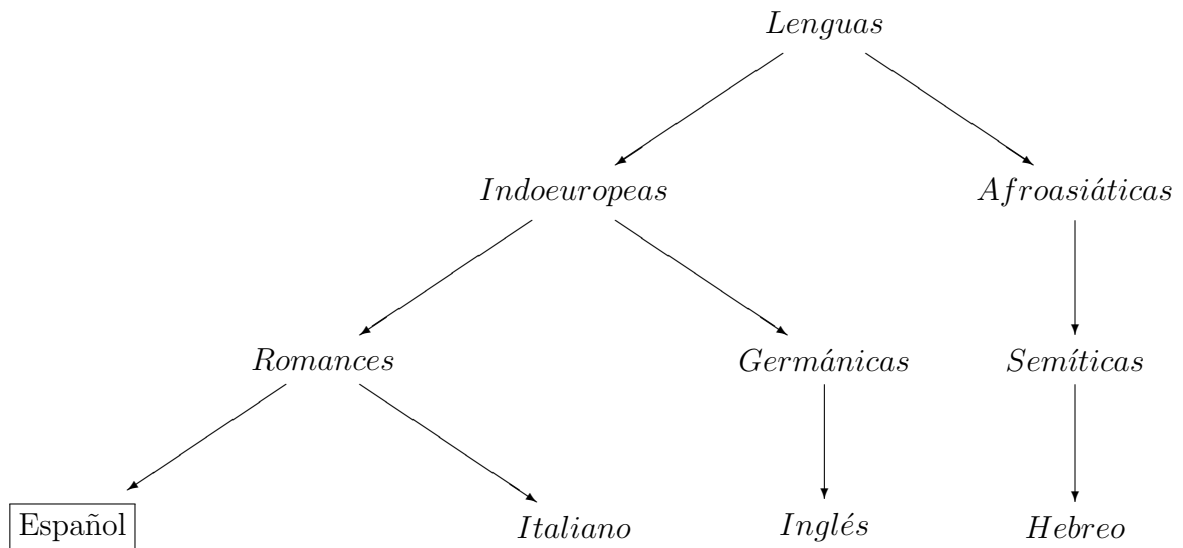 Lenguas
Indoeuropeas Afroasiáticas
Romances Germánicas Semíticas
Español Italiano Inglés Hebreo